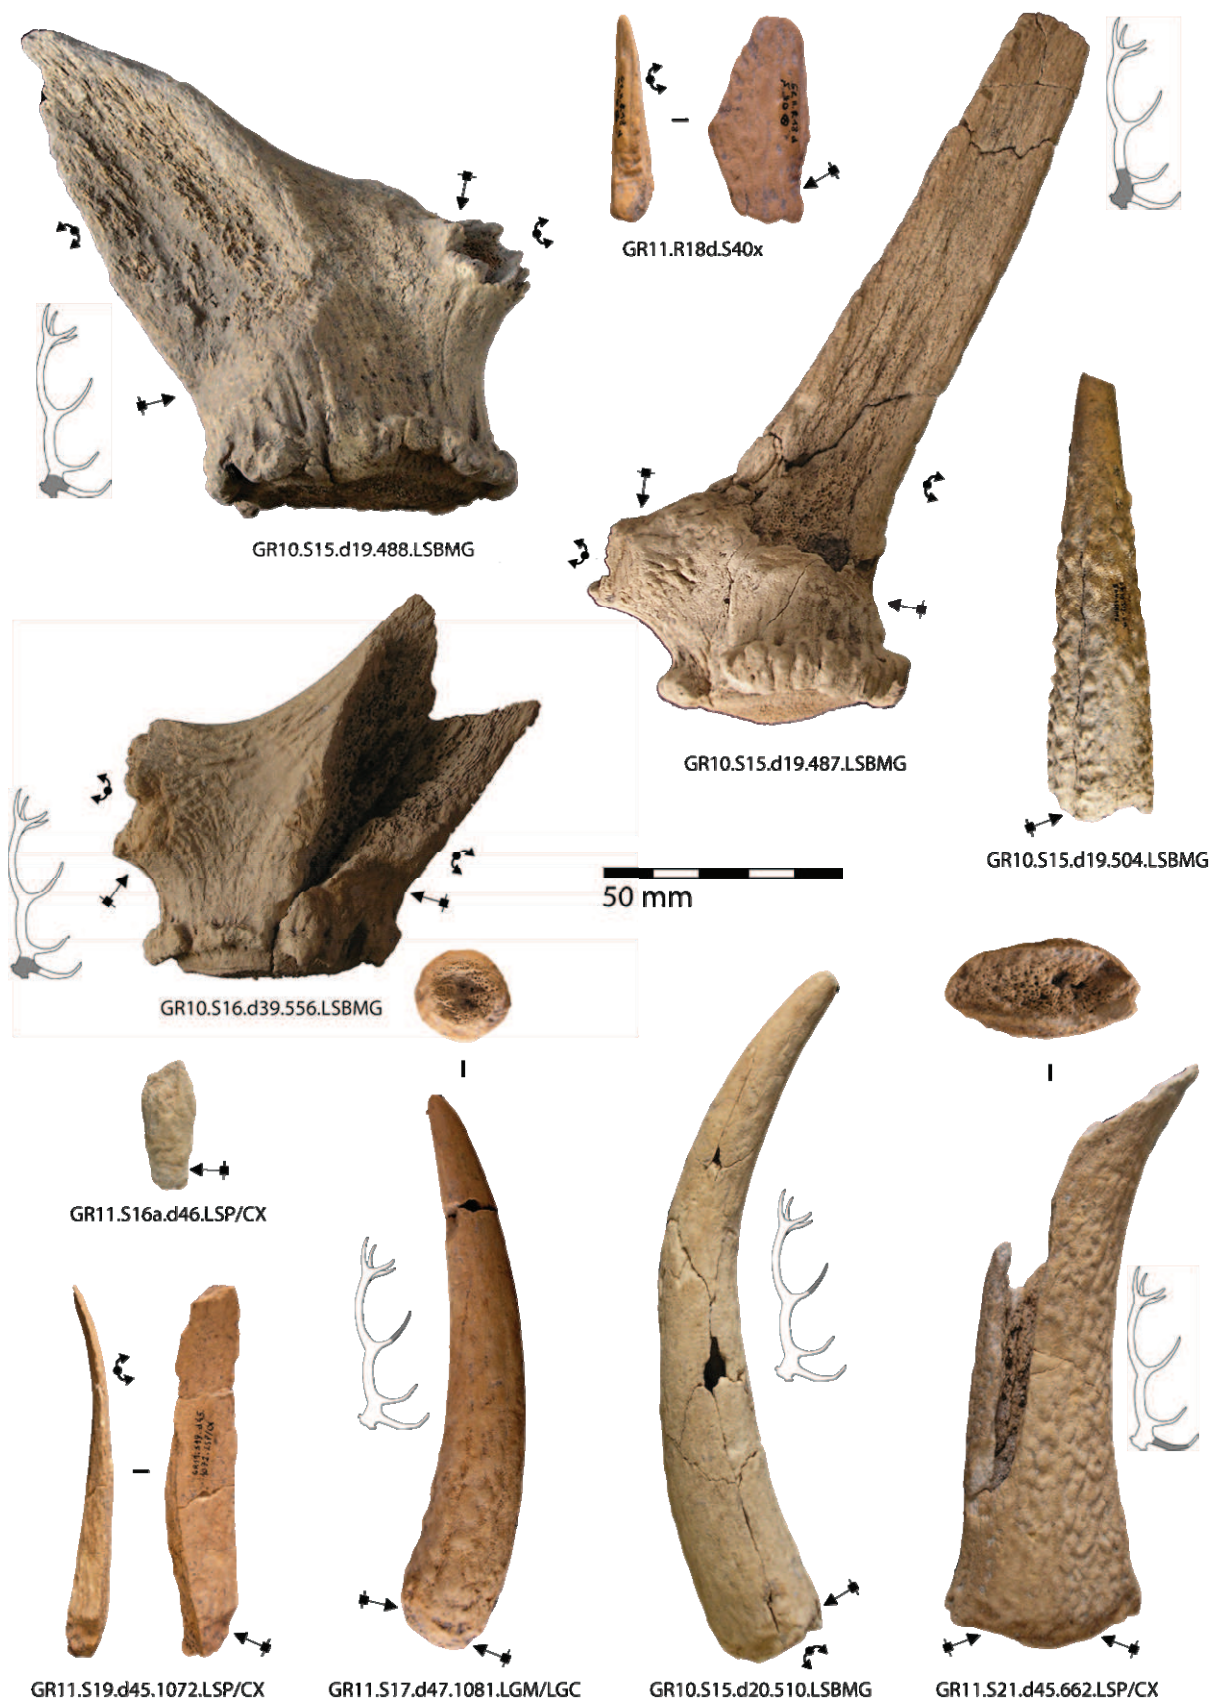 GR11.R18d.S40x
GR10.S15.d19.488.LSBMG
GR10.S15.d19.487.LSBMG
GR10.S15.d19.504.LSBMG
50 mm
GR10.S16.d39.556.LSBMG
GR11.S16a.d46.LSP/CX
GR11.S19.d45.1072.LSP/CX
GR11.S17.d47.1081.LGM/LGC
GR10.S15.d20.510.LSBMG
GR11.S21.d45.662.LSP/CX